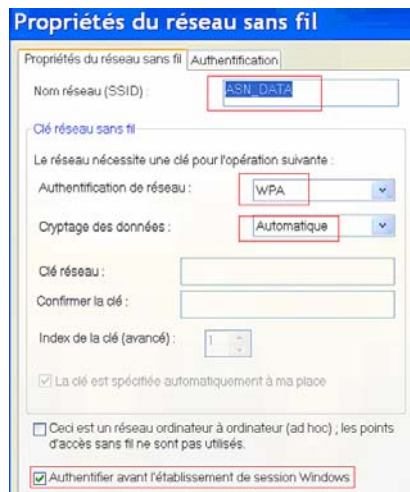 Propriétés du réseau sans fil
Propriétés du réseau sans fil Authentification
Nom réseau (SSID) : ASN_DATA
Clé réseau sans fil
Le réseau nécessite une clé pour l'opération suivante :
Authentification de réseau : WPA
Cryptage des données : Automatique
Clé réseau :
Confirmer la clé :
Index de la clé (avancé) : 1
La clé est spécifiée automatiquement à ma place
Ceci est un réseau ordinateur à ordinateur (ad hoc) ; les points
d'accès sans fil ne sont pas utilisés.
Authentifier avant l'établissement de session Windows